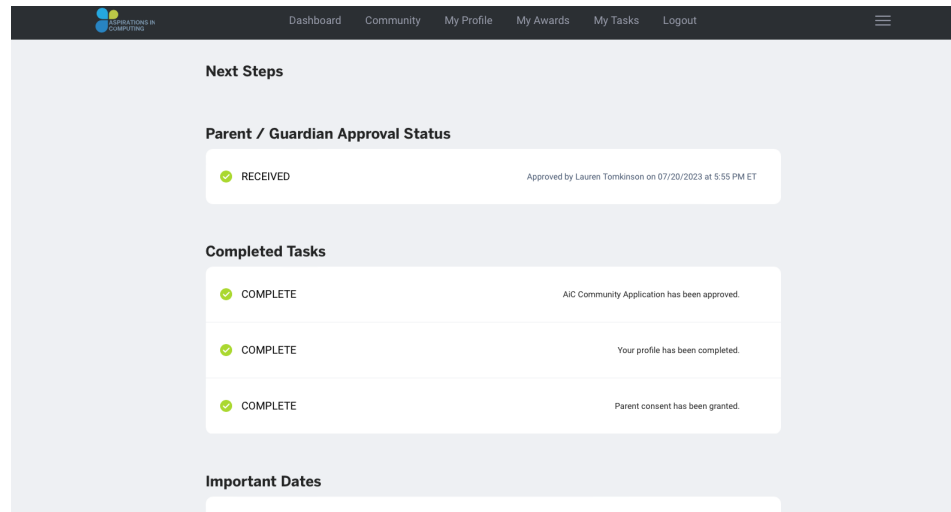 ASPIRATIONS IN
COMPUTING
Dashboard Community My Profile My Awards My Tasks Logout
Next Steps
Parent / Guardian Approval Status
RECEIVED Approved by Lauren Tomkinson on 07/20/2023 at 5:55 PM ET
Completed Tasks
COMPLETE AiC Community Application has been approved.
COMPLETE Your profile has been completed.
COMPLETE Parent consent has been granted.
Important Dates